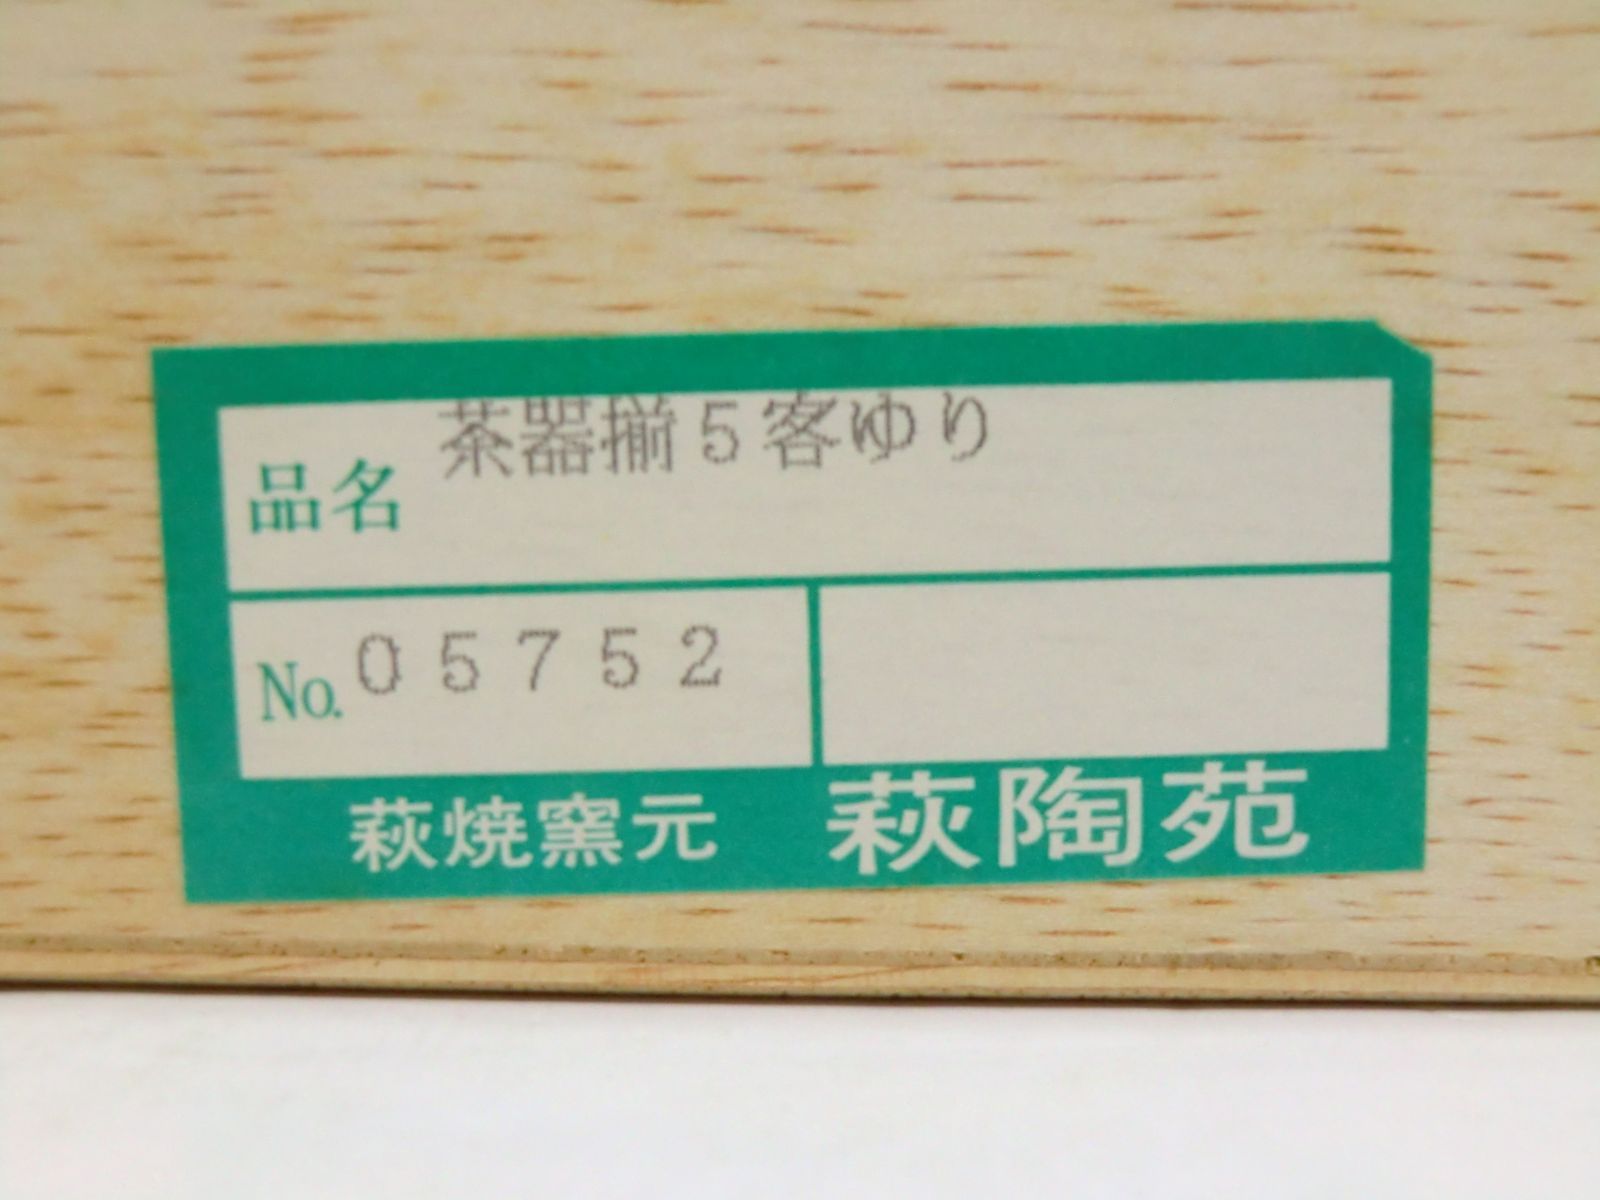 品名 茶器揃5客ゆり
No. 05752
萩焼窯元 萩陶苑